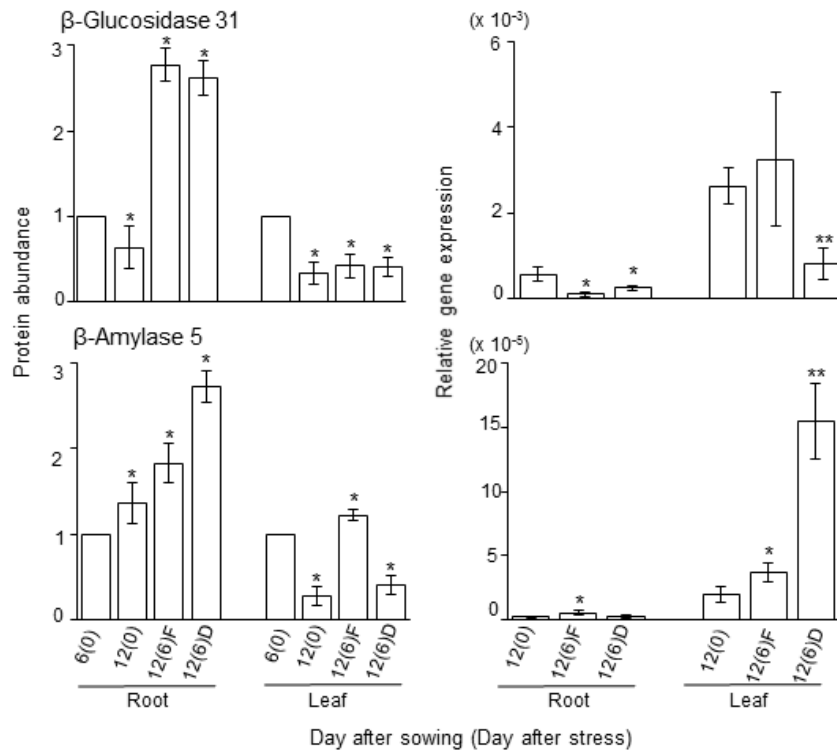 β-Glucosidase 31
(x 10⁻³)
Protein abundance
3
2
1
0
* * * * * *
Relative gene expression
6
4
2
0
* * **
β-Amylase 5
(x 10⁻⁵)
3
2
1
0
* * * * * *
20
15
10
5
0
* * **
6(0) 12(0) 12(6)F 12(6)D 6(0) 12(0) 12(6)F 12(6)D
12(0) 12(6)F 12(6)D 12(0) 12(6)F 12(6)D
Root Leaf Root Leaf
Day after sowing (Day after stress)